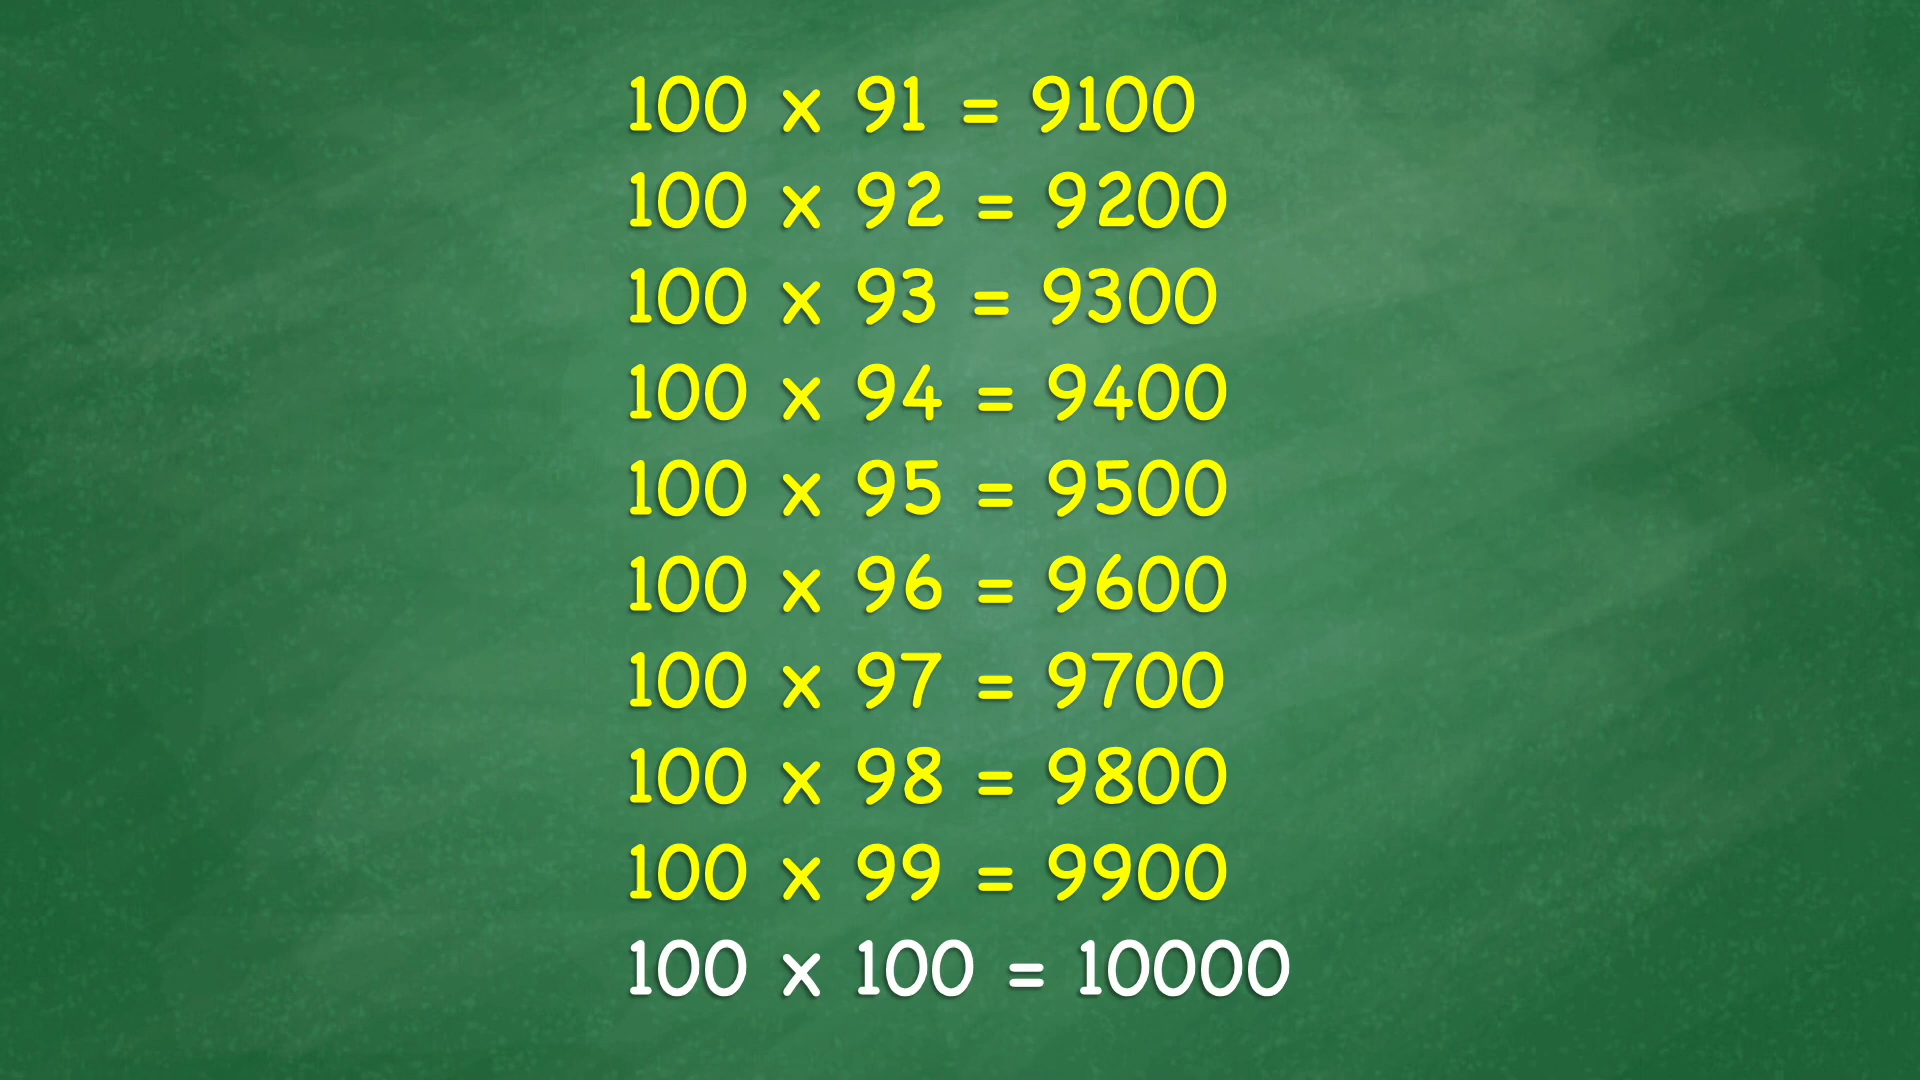 100 x 91 = 9100
100 x 92 = 9200
100 x 93 = 9300
100 x 94 = 9400
100 x 95 = 9500
100 x 96 = 9600
100 x 97 = 9700
100 x 98 = 9800
100 x 99 = 9900
100 x 100 = 10000